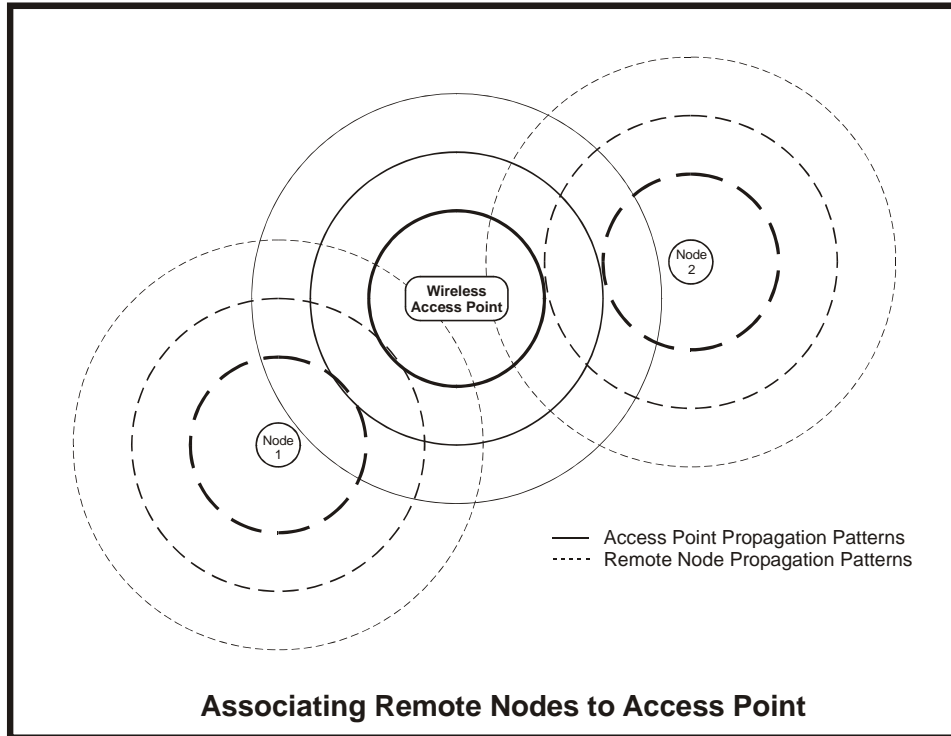 Node
2
Wireless
Access Point
Node
1
Access Point Propagation Patterns
Remote Node Propagation Patterns
Associating Remote Nodes to Access Point